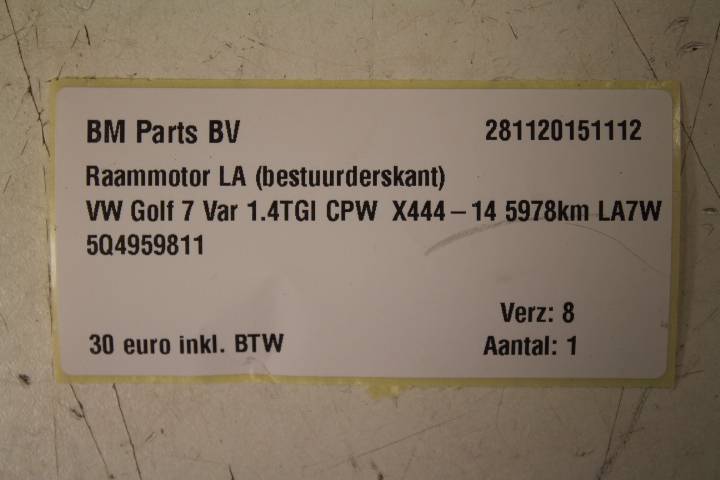 BM Parts BV 281120151112
Raammotor LA (bestuurderskant)
VW Golf 7 Var 1.4TGI CPW X444-14 5978km LA7W
5Q4959811
Verz: 8
30 euro inkl. BTW Aantal: 1